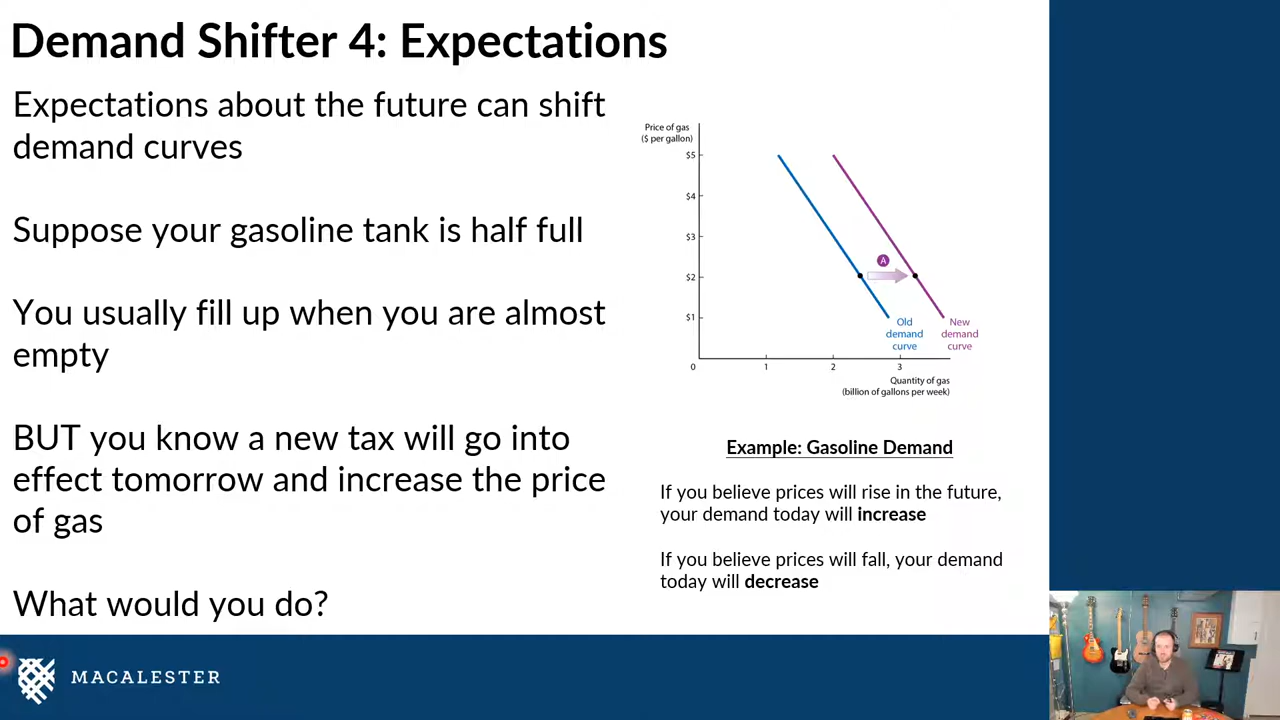 Demand Shifter 4: Expectations
Expectations about the future can shift
demand curves
Suppose your gasoline tank is half full
You usually fill up when you are almost
empty
BUT you know a new tax will go into
effect tomorrow and increase the price
of gas
What would you do?
Price of gas
($ per gallon)
$5
$4
$3
$2
$1
A
Old
demand
curve
New
demand
curve
0
1
2
3
Quantity of gas
(billion of gallons per week)
Example: Gasoline Demand
If you believe prices will rise in the future,
your demand today will increase
If you believe prices will fall, your demand
today will decrease
MACALESTER